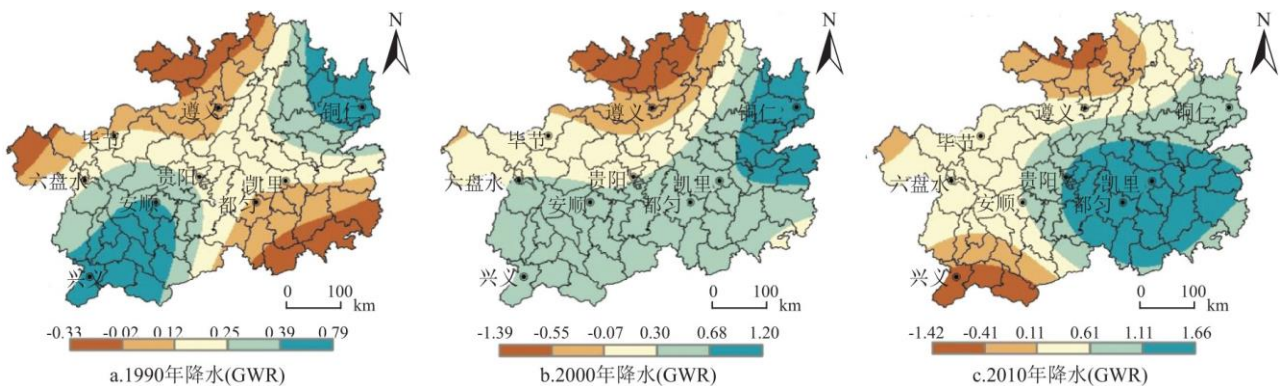 N
遵义
铜仁
毕节
六盘水
贵阳
凯里
安顺
都匀
兴义
0 100
km
-0.33 -0.02 0.12 0.25 0.39 0.79
a.1990年降水(GWR)
N
遵义
铜仁
毕节
六盘水
贵阳
凯里
安顺
都匀
兴义
0 100
km
-1.39 -0.55 -0.07 0.30 0.68 1.20
b.2000年降水(GWR)
N
遵义
铜仁
毕节
六盘水
贵阳
凯里
安顺
都匀
兴义
0 100
km
-1.42 -0.41 0.11 0.61 1.11 1.66
c.2010年降水(GWR)